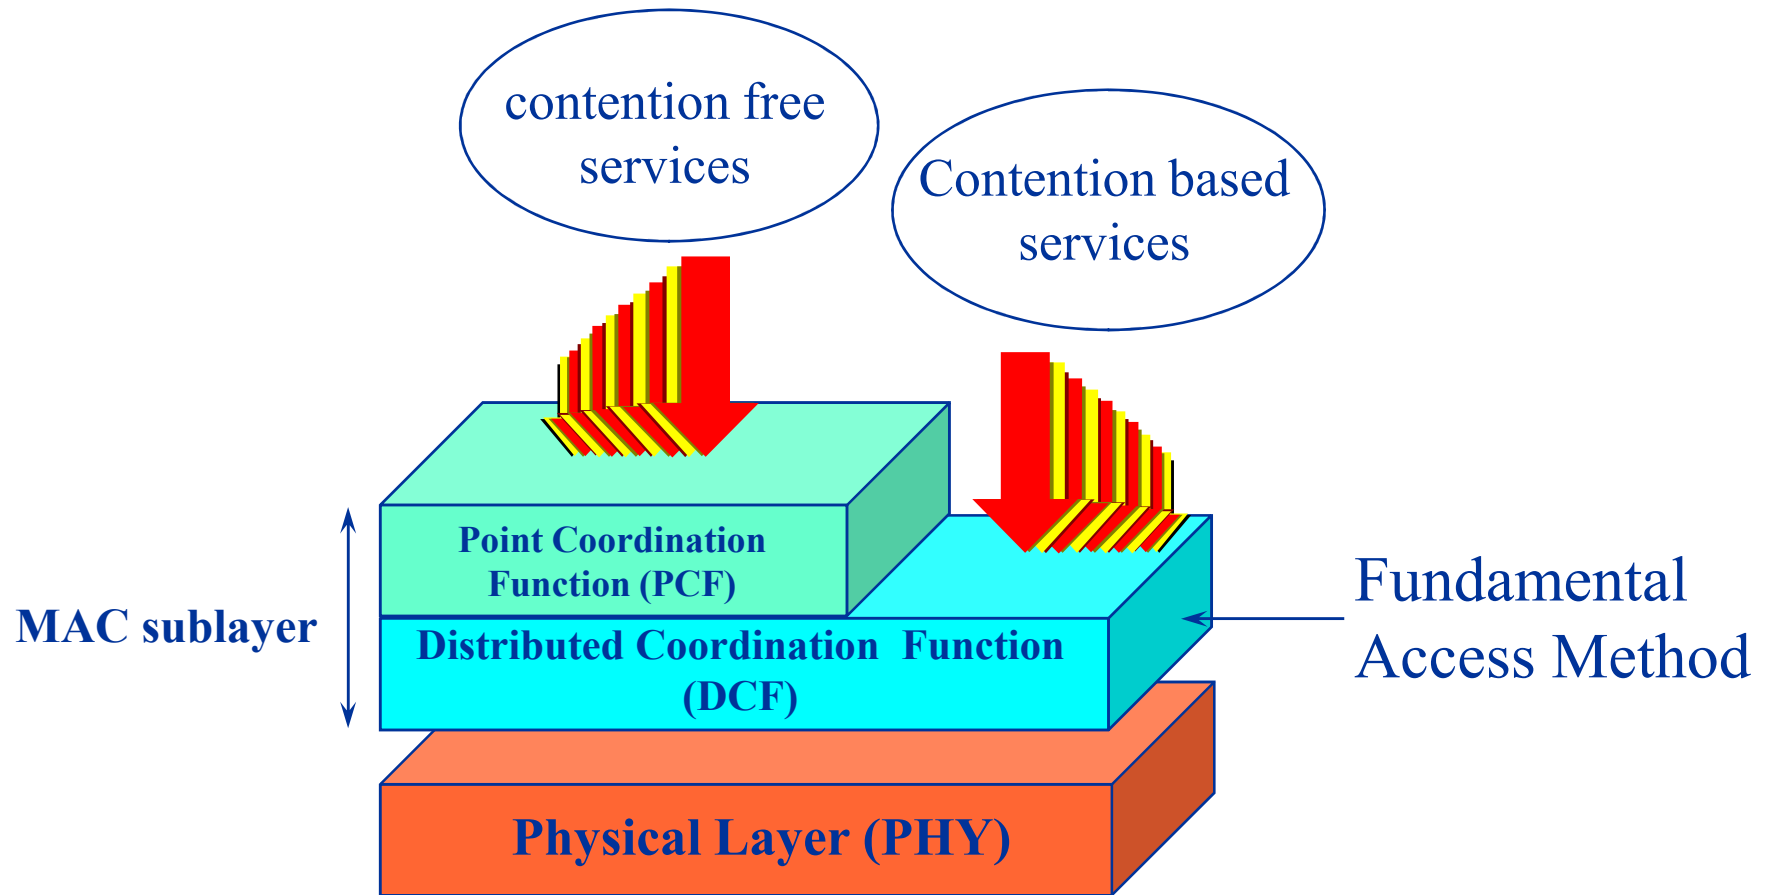 contention free
services
Contention based
services
Point Coordination
Function (PCF)
MAC sublayer
Distributed Coordination Function
(DCF)
Fundamental
Access Method
Physical Layer (PHY)